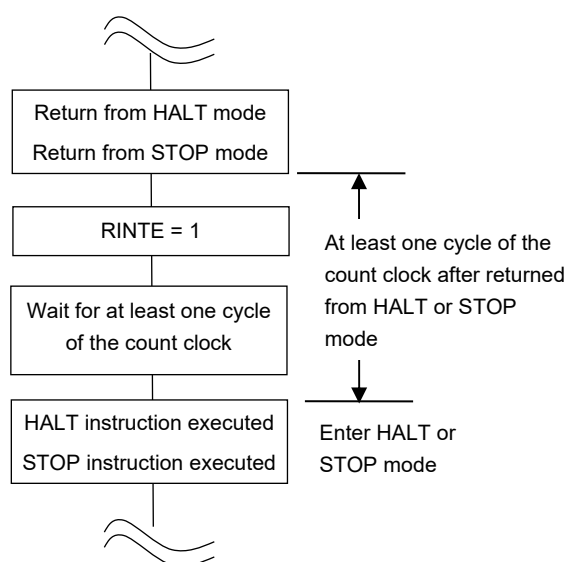 Return from HALT mode
Return from STOP mode
RINTE = 1
Wait for at least one cycle
of the count clock
HALT instruction executed
STOP instruction executed
At least one cycle of the
count clock after returned
from HALT or STOP
mode
Enter HALT or
STOP mode